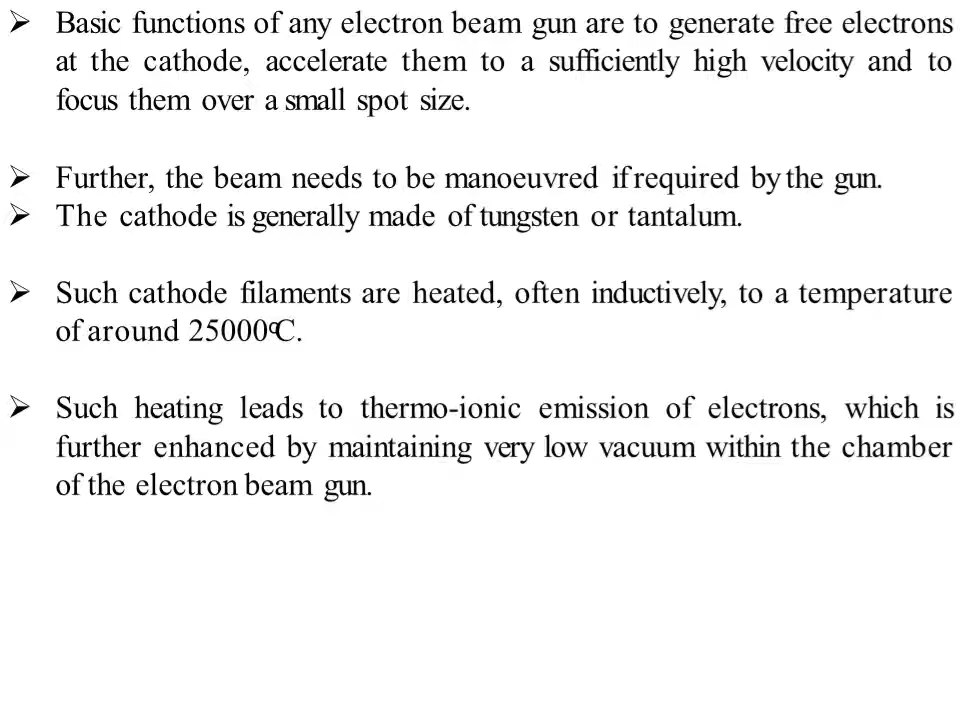 ➢ Basic functions of any electron beam gun are to generate free electrons
at the cathode, accelerate them to a sufficiently high velocity and to
focus them over a small spot size.
➢ Further, the beam needs to be manoeuvred if required by the gun.
➢ The cathode is generally made of tungsten or tantalum.
➢ Such cathode filaments are heated, often inductively, to a temperature
of around 25000°C.
➢ Such heating leads to thermo-ionic emission of electrons, which is
further enhanced by maintaining very low vacuum within the chamber
of the electron beam gun.